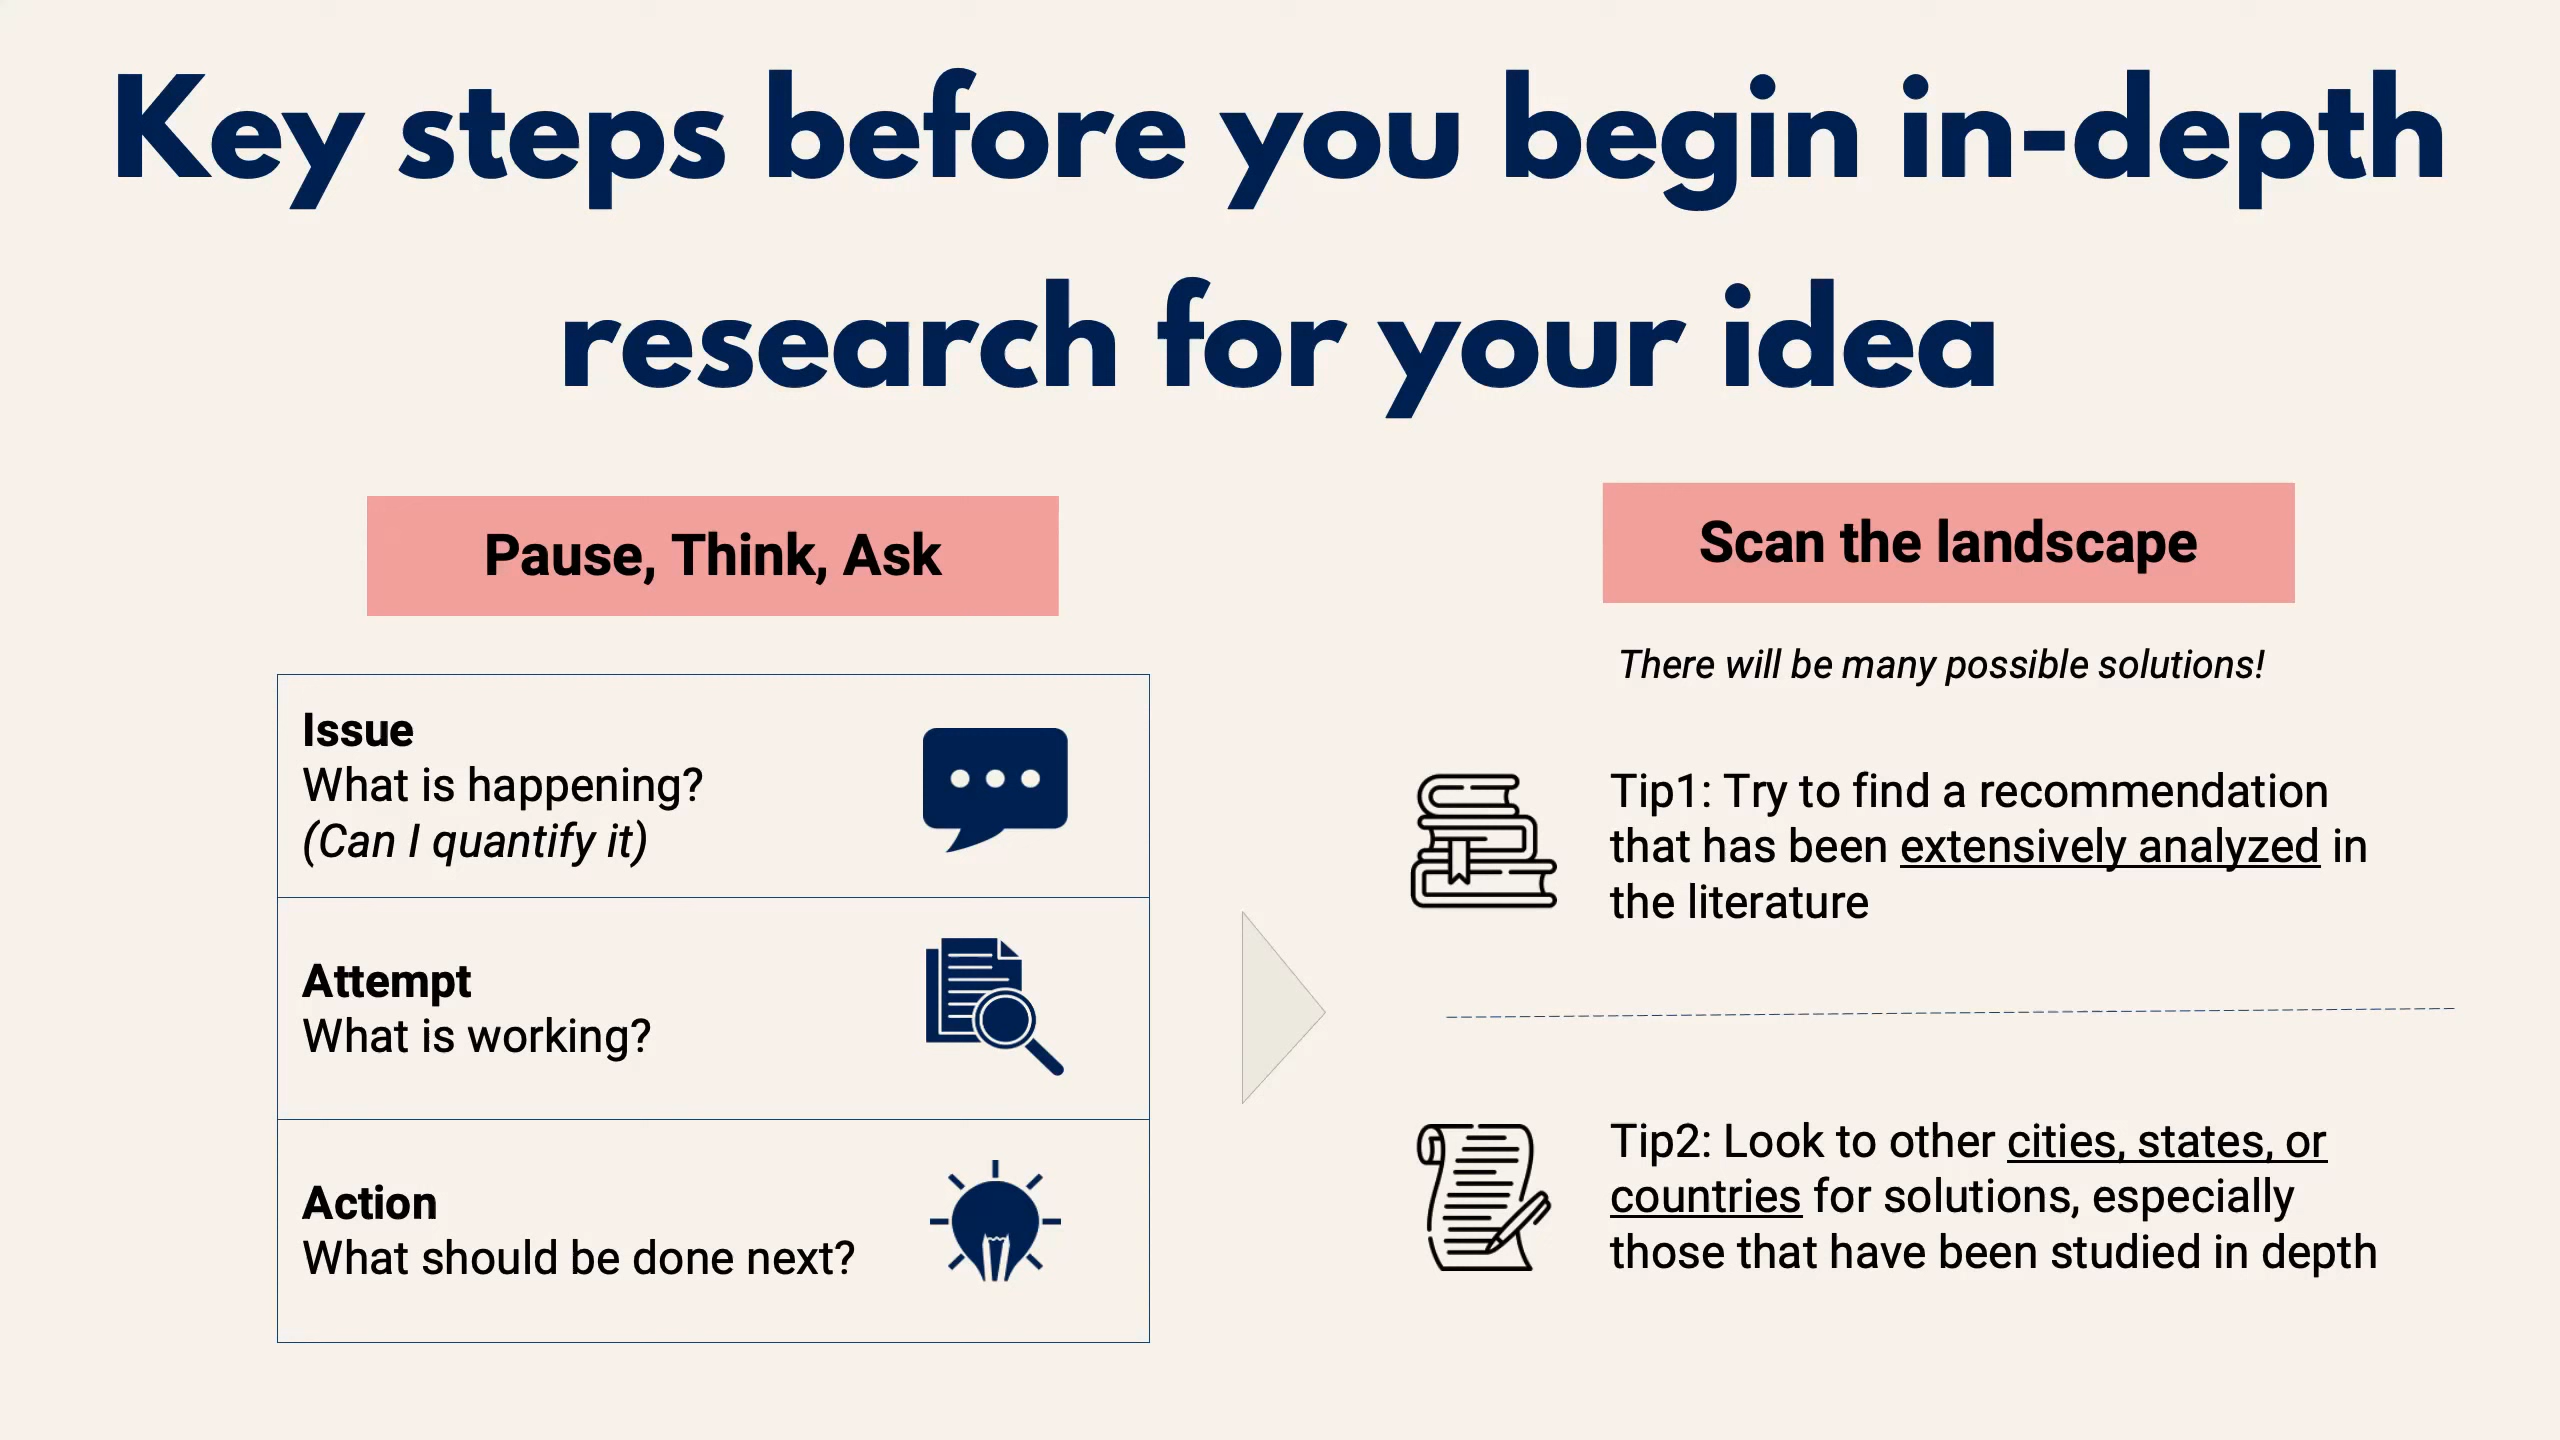 Key steps before you begin in-depth
research for your idea
Pause, Think, Ask
Issue
What is happening?
(Can I quantify it)
Attempt
What is working?
Action
What should be done next?
Scan the landscape
There will be many possible solutions!
Tip1: Try to find a recommendation
that has been extensively analyzed in
the literature
Tip2: Look to other cities, states, or
countries for solutions, especially
those that have been studied in depth